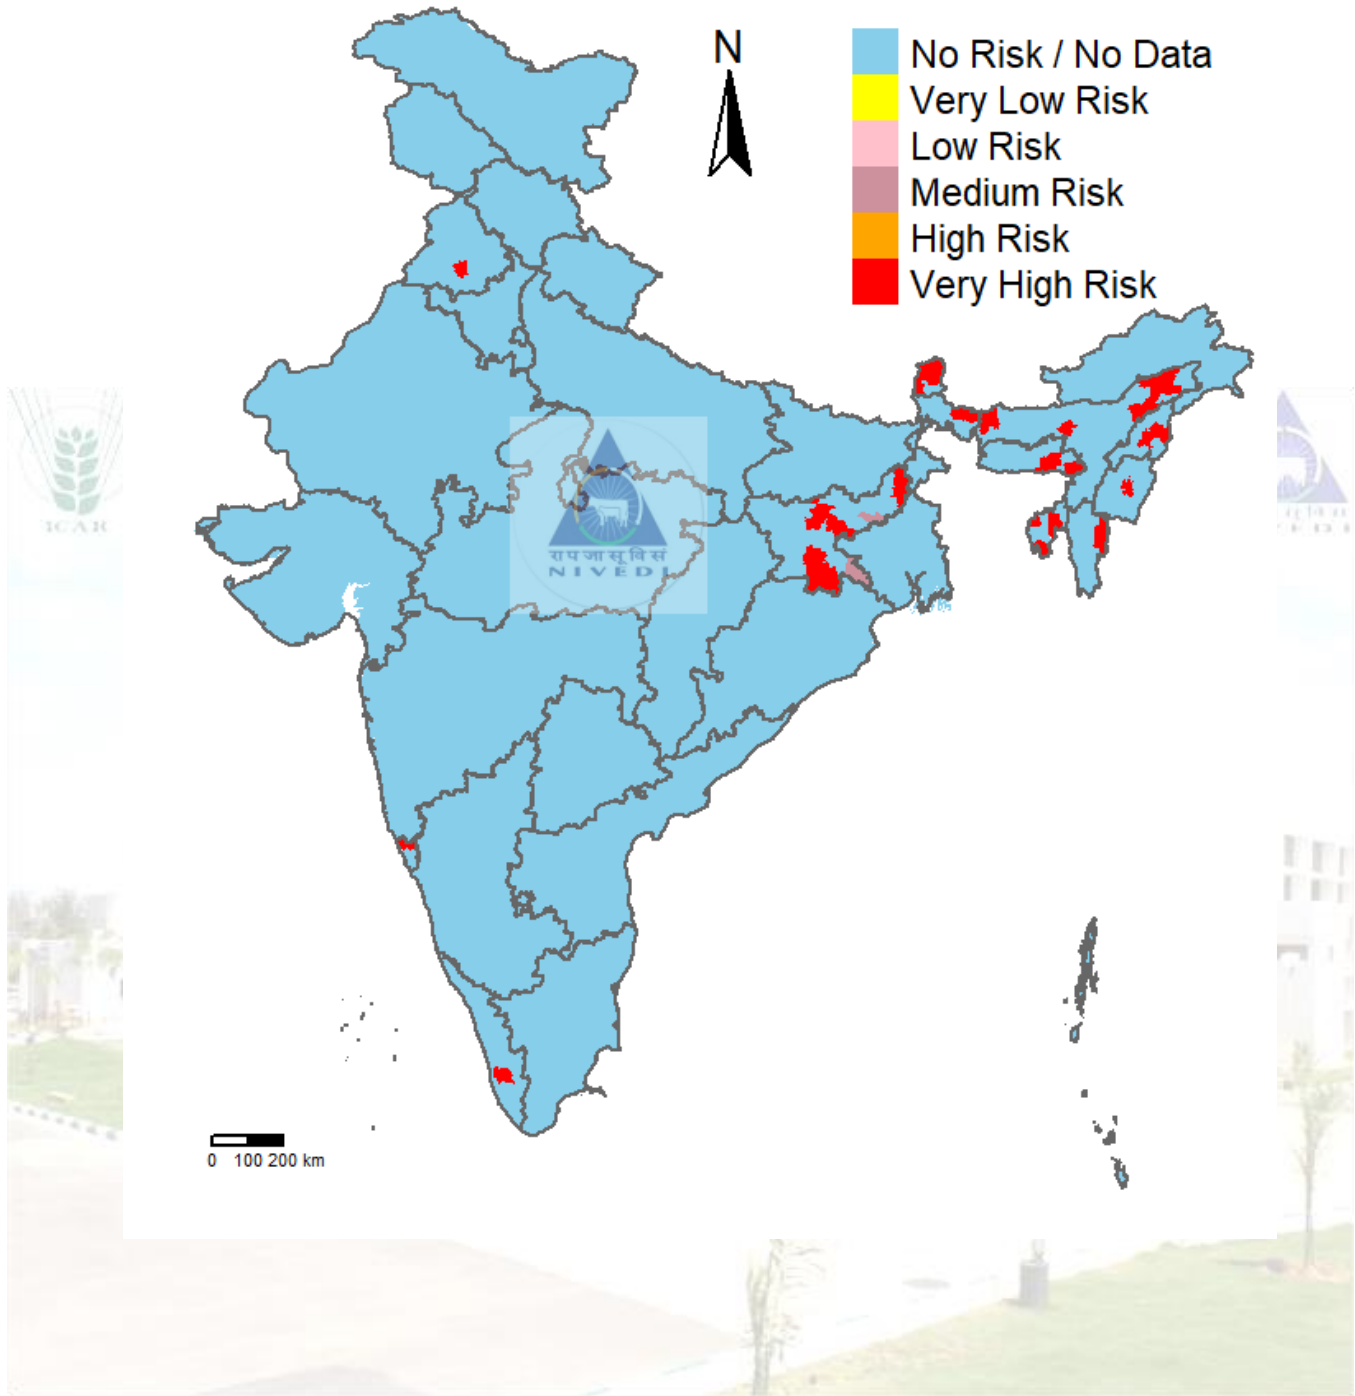 N
No Risk / No Data
Very Low Risk
Low Risk
Medium Risk
High Risk
Very High Risk
ICAR
राप जा सू वि सं
NIVEDI
0 100 200 km